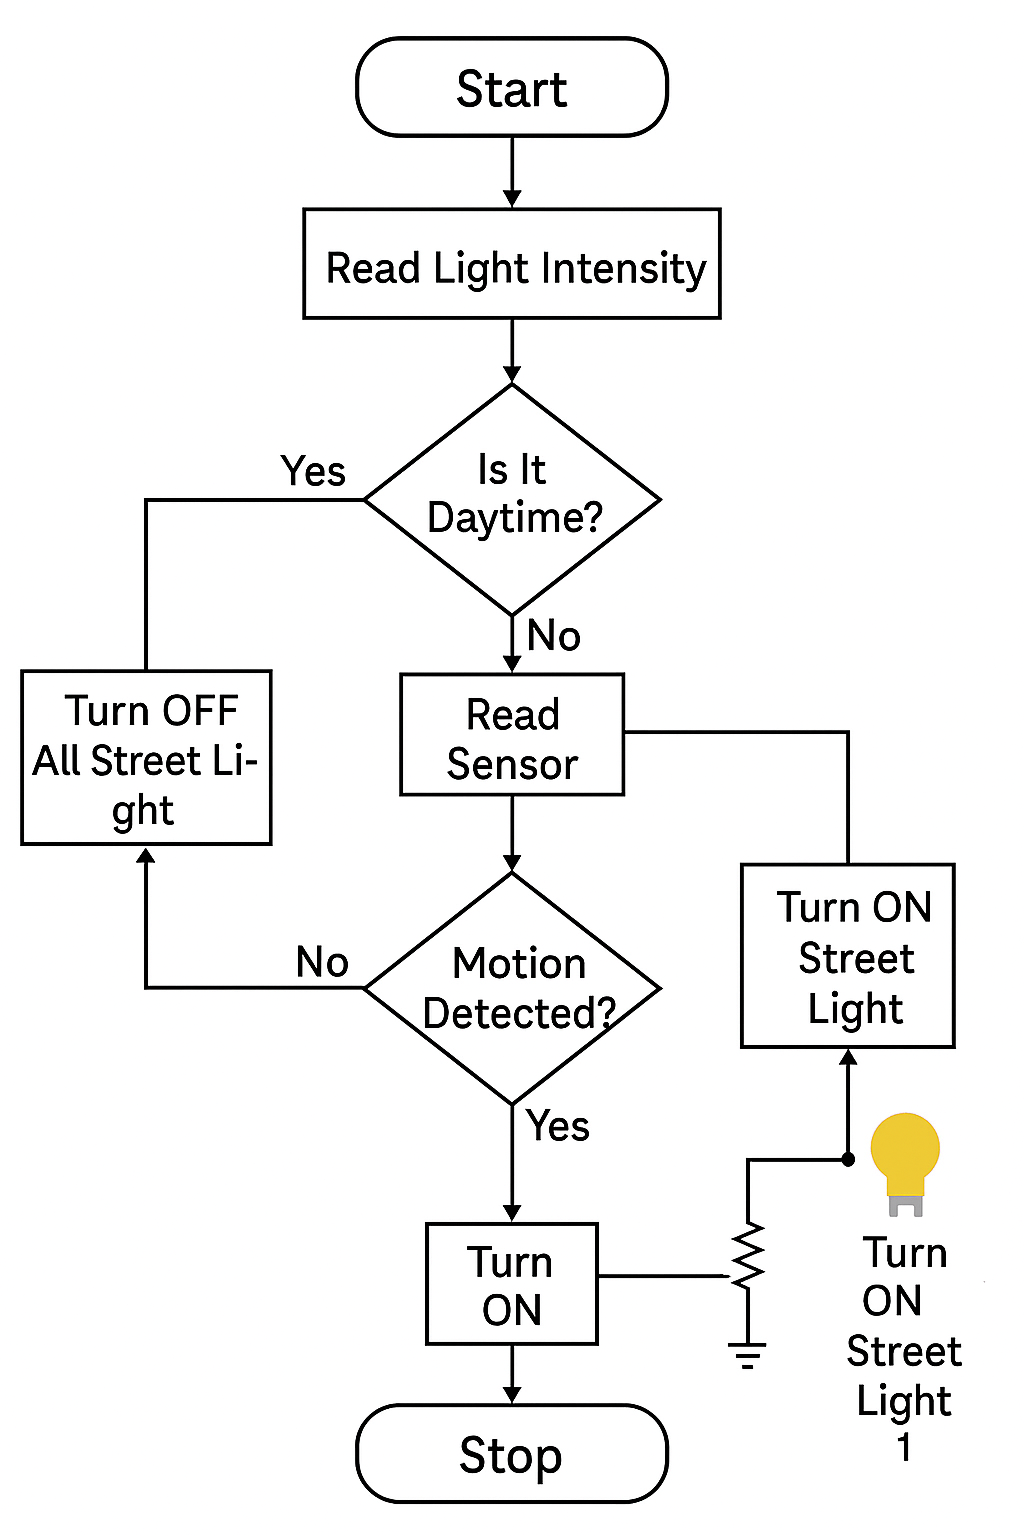 Start
Read Light Intensity
Is It
Daytime?
Yes
No
Turn OFF
All Street Li-
ght
Read
Sensor
Motion
Detected?
No
Yes
Turn ON
Street
Light
Turn
ON
Turn
ON
Street
Light
1
Stop